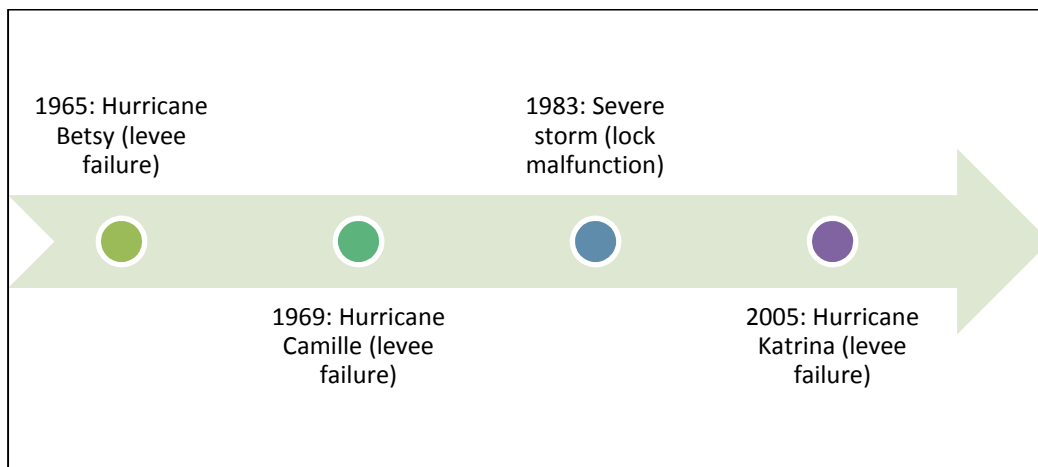 1965: Hurricane
Betsy (levee
failure)
1969: Hurricane
Camille (levee
failure)
1983: Severe
storm (lock
malfunction)
2005: Hurricane
Katrina (levee
failure)